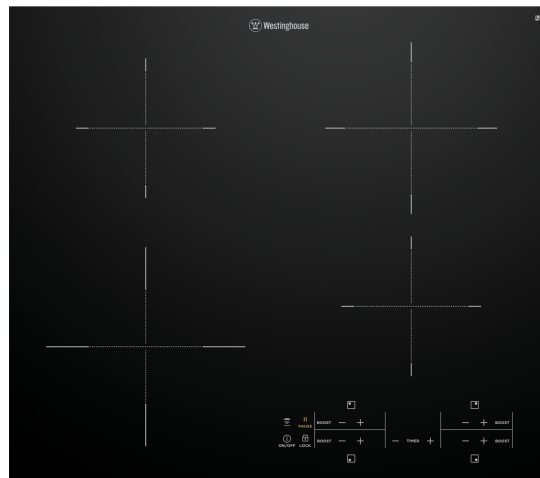 Westinghouse
PAUSE BOOST — + — + BOOST
ON/OFF LOCK BOOST — + — TIMER + — + BOOST